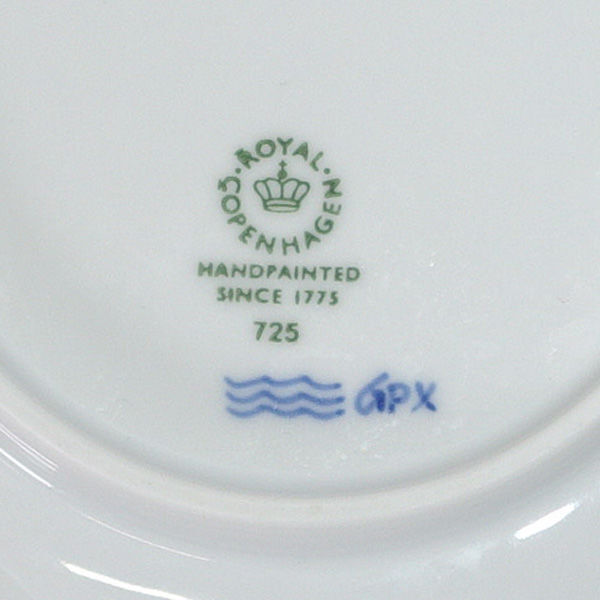 ROYAL · COPENHAGEN ·
HANDPAINTED
SINCE 1775
725
GPX